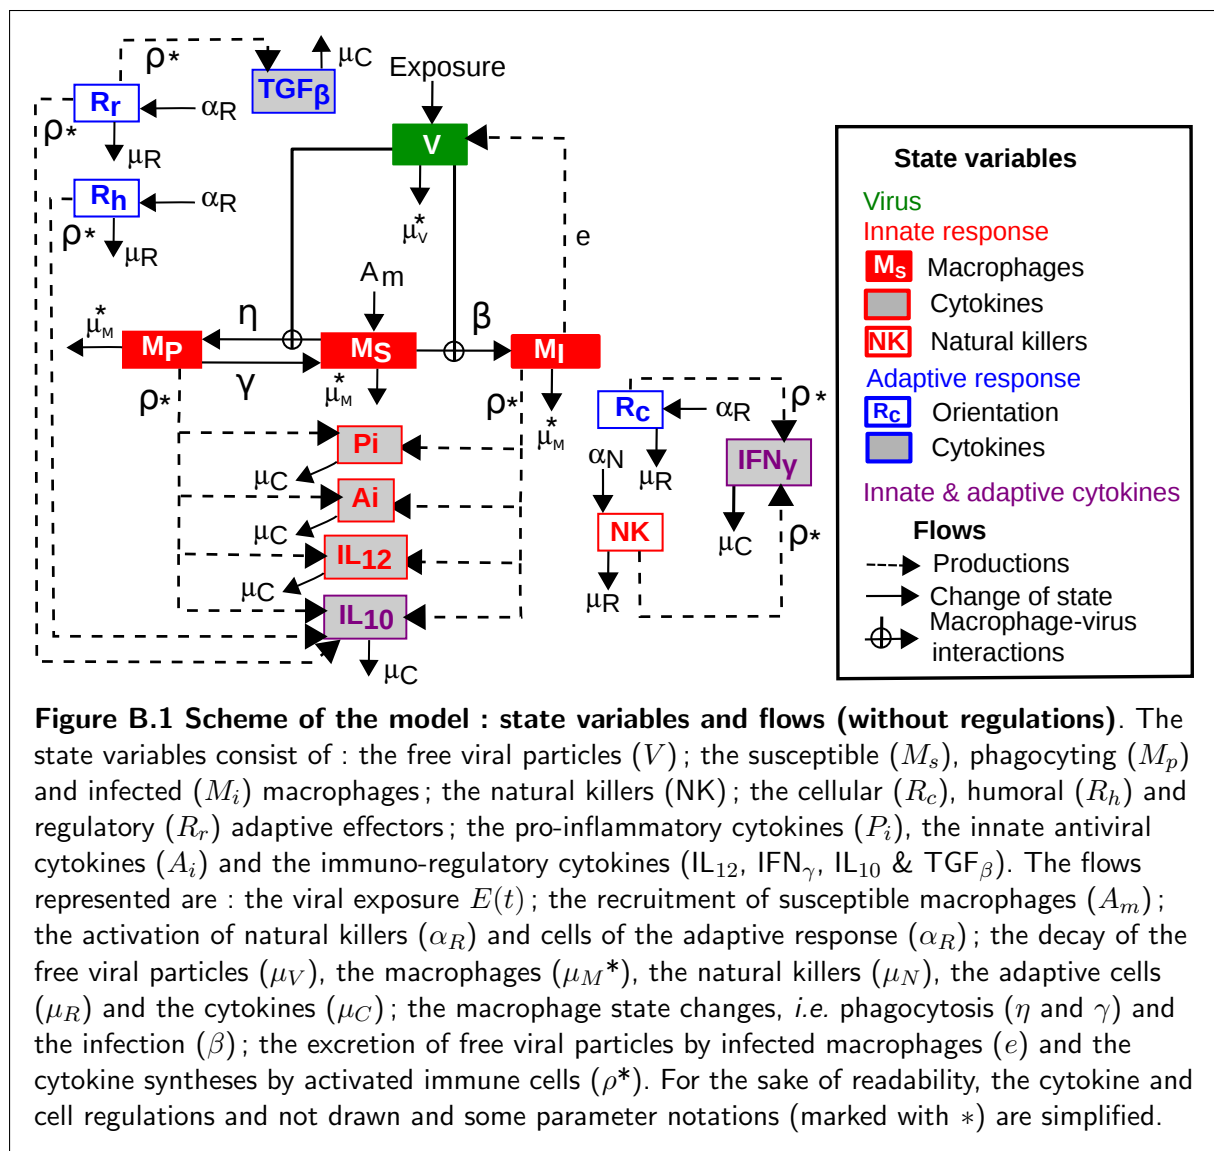 ρ*
μC
TGFβ
Exposure
Rr
αR
ρ*
μR
V
Rh
αR
ρ*
μR
μV*
e
Am
μM*
η
β
MP
MS
MI
γ
ρ*
μM*
ρ*
μM*
Pi
μC
Ai
μC
IL12
μC
IL10
μC
Rc
αR
ρ*
αN
μR
IFNγ
NK
μC
ρ*
μR
State variables
Virus
Innate response
MS Macrophages
Cytokines
NK Natural killers
Adaptive response
Rc Orientation
Cytokines
Innate & adaptive cytokines
Flows
Productions
Change of state
Macrophage-virus
interactions
Figure B.1 Scheme of the model : state variables and flows (without regulations). The
state variables consist of : the free viral particles (V) ; the susceptible (Ms), phagocyting (Mp)
and infected (Mi) macrophages ; the natural killers (NK) ; the cellular (Rc), humoral (Rh) and
regulatory (Rr) adaptive effectors ; the pro-inflammatory cytokines (Pi), the innate antiviral
cytokines (Ai) and the immuno-regulatory cytokines (IL12, IFNγ, IL10 & TGFβ). The flows
represented are : the viral exposure E(t) ; the recruitment of susceptible macrophages (Am) ;
the activation of natural killers (αR) and cells of the adaptive response (αR) ; the decay of the
free viral particles (μV), the macrophages (μM*), the natural killers (μN), the adaptive cells
(μR) and the cytokines (μC) ; the macrophage state changes, i.e. phagocytosis (η and γ) and
the infection (β) ; the excretion of free viral particles by infected macrophages (e) and the
cytokine syntheses by activated immune cells (ρ*). For the sake of readability, the cytokine and
cell regulations and not drawn and some parameter notations (marked with *) are simplified.